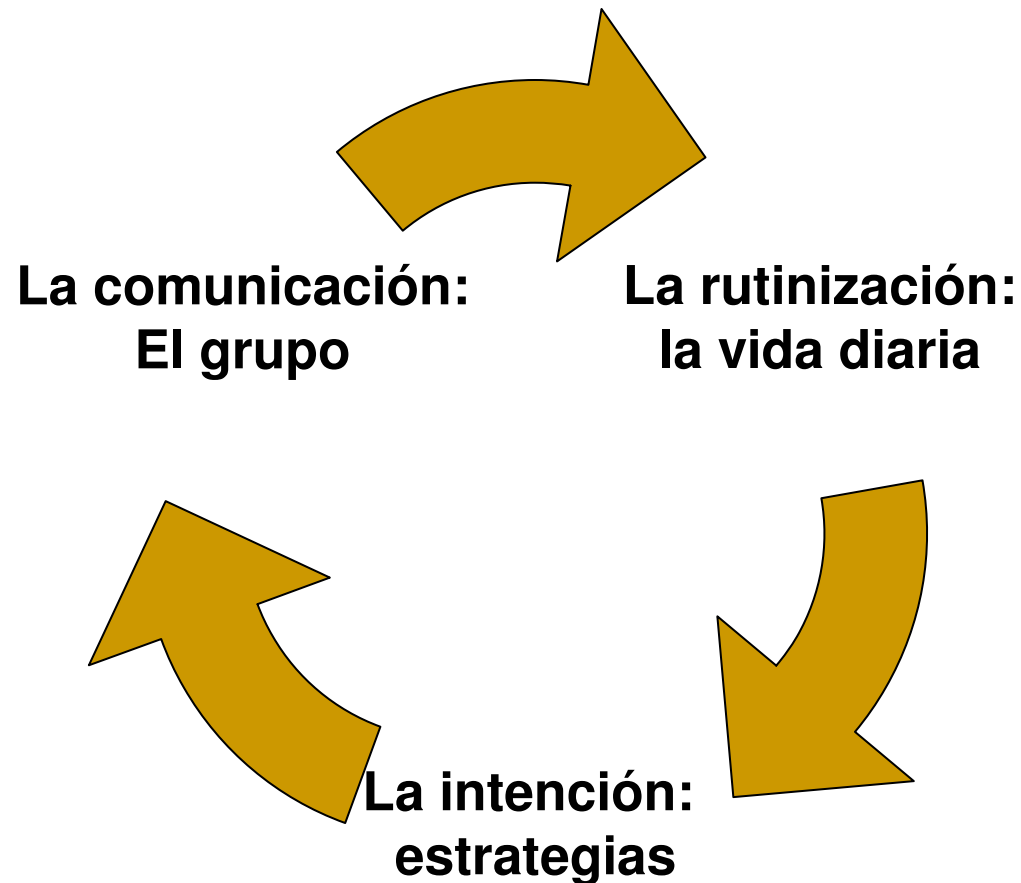 La comunicación:
El grupo
La rutinización:
la vida diaria
La intención:
estrategias